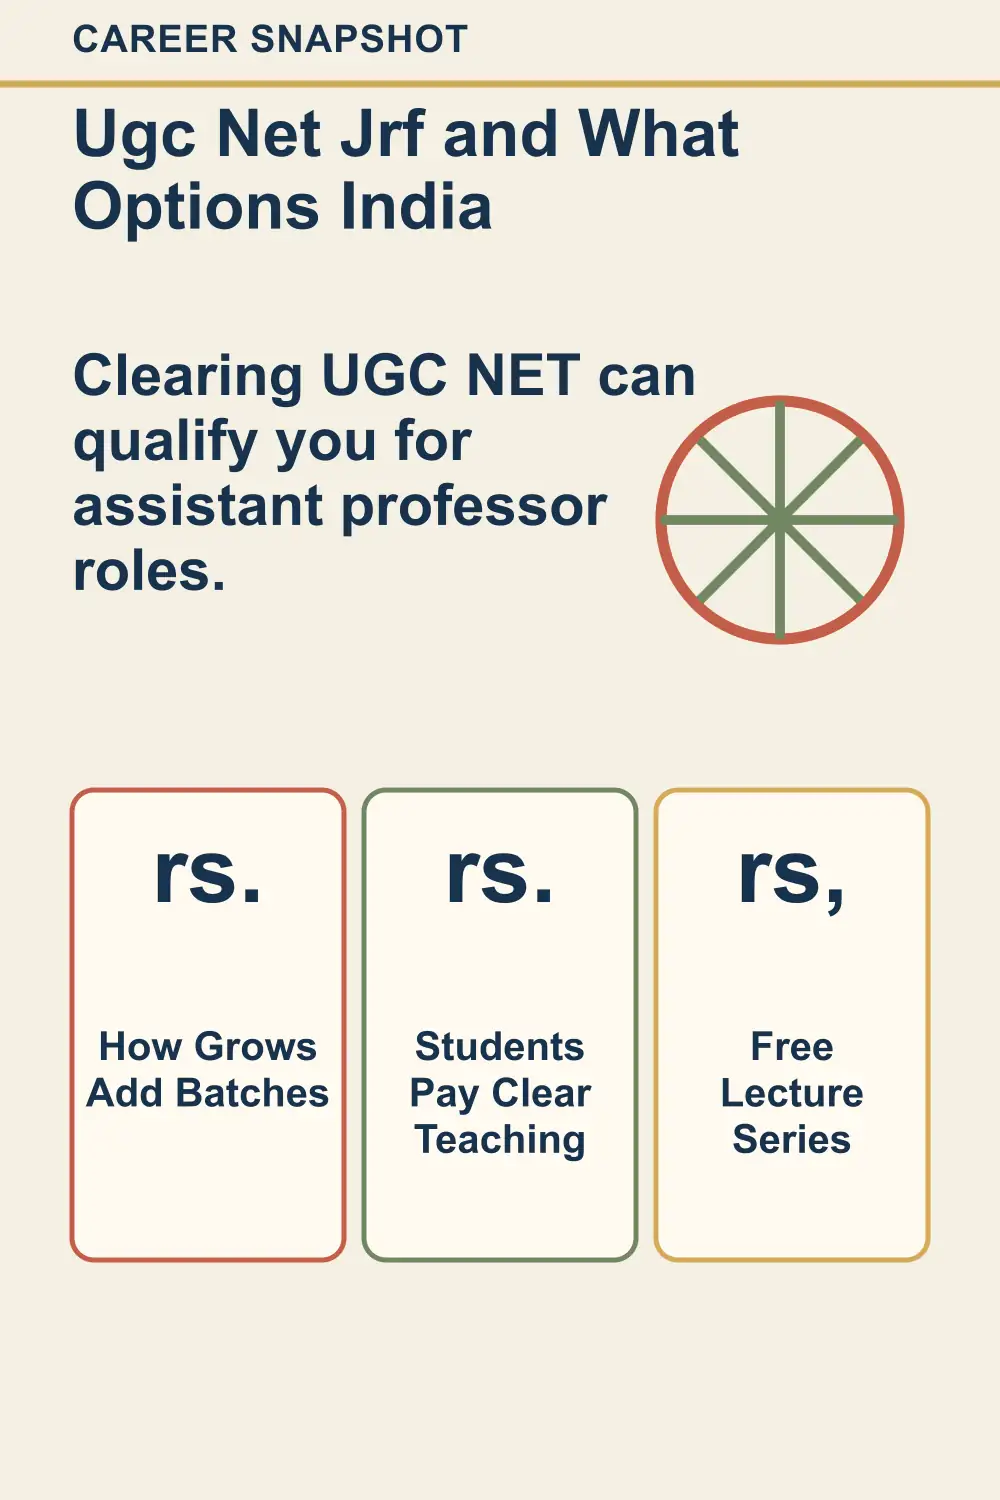 CAREER SNAPSHOT
Ugc Net Jrf and What
Options India
Clearing UGC NET can
qualify you for
assistant professor
roles.
rs.
How Grows
Add Batches
rs.
Students
Pay Clear
Teaching
rs,
Free
Lecture
Series